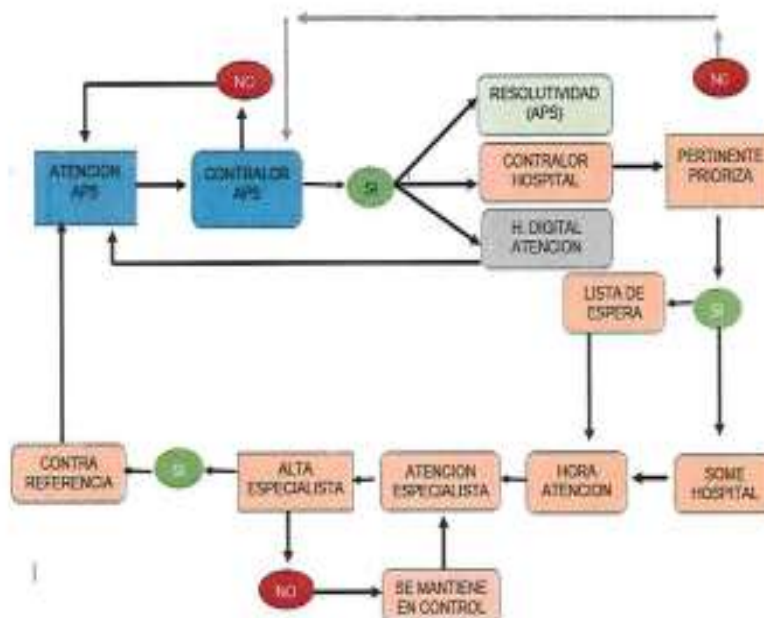 NO
NO
RESOLUTIVIDAD
(APS)
ATENCION
APS
CONTRALOR
APS
SI
CONTRALOR
HOSPITAL
PERTINENTE
PRIORIZA
H. DIGITAL
ATENCION
LISTA DE
ESPERA
SI
CONTRA
REFERENCIA
SI
ALTA
ESPECIALISTA
ATENCION
ESPECIALISTA
HORA
ATENCION
SOME
HOSPITAL
NO
SE MANTIENE
EN CONTROL